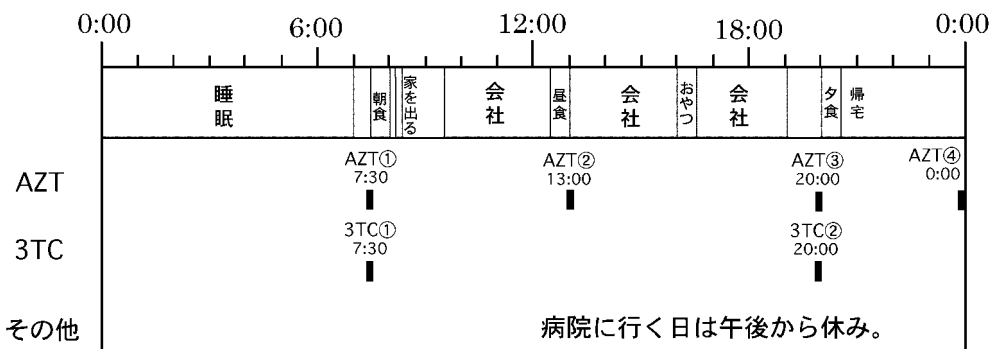 0:00 6:00 12:00 18:00 0:00
睡眠 朝食 家を出る 会社 昼食 会社 おやつ 会社 夕食 帰宅
AZT
AZT①
7:30
AZT②
13:00
AZT③
20:00
AZT④
0:00
3TC
3TC①
7:30
3TC②
20:00
その他
病院に行く日は午後から休み。